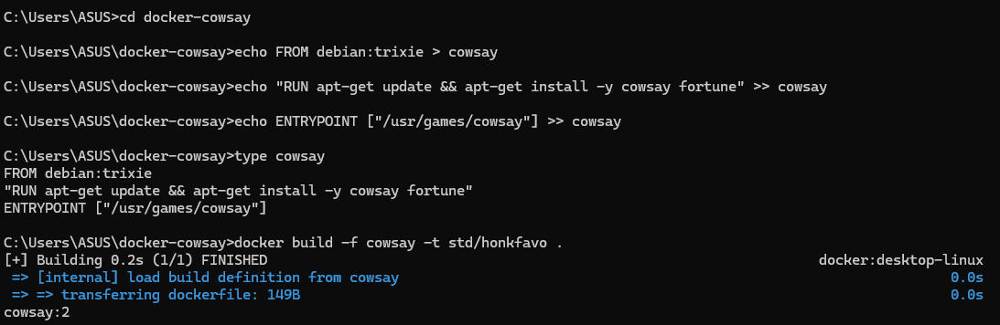 C:\Users\ASUS>cd docker-cowsay
C:\Users\ASUS\docker-cowsay>echo FROM debian:trixie > cowsay
C:\Users\ASUS\docker-cowsay>echo "RUN apt-get update && apt-get install -y cowsay fortune" >> cowsay
C:\Users\ASUS\docker-cowsay>echo ENTRYPOINT ["/usr/games/cowsay"] >> cowsay
C:\Users\ASUS\docker-cowsay>type cowsay
FROM debian:trixie
"RUN apt-get update && apt-get install -y cowsay fortune"
ENTRYPOINT ["/usr/games/cowsay"]
C:\Users\ASUS\docker-cowsay>docker build -f cowsay -t std/honkfavo .
[+] Building 0.2s (1/1) FINISHED docker:desktop-linux
=> [internal] load build definition from cowsay 0.0s
=> => transferring dockerfile: 149B 0.0s
cowsay:2